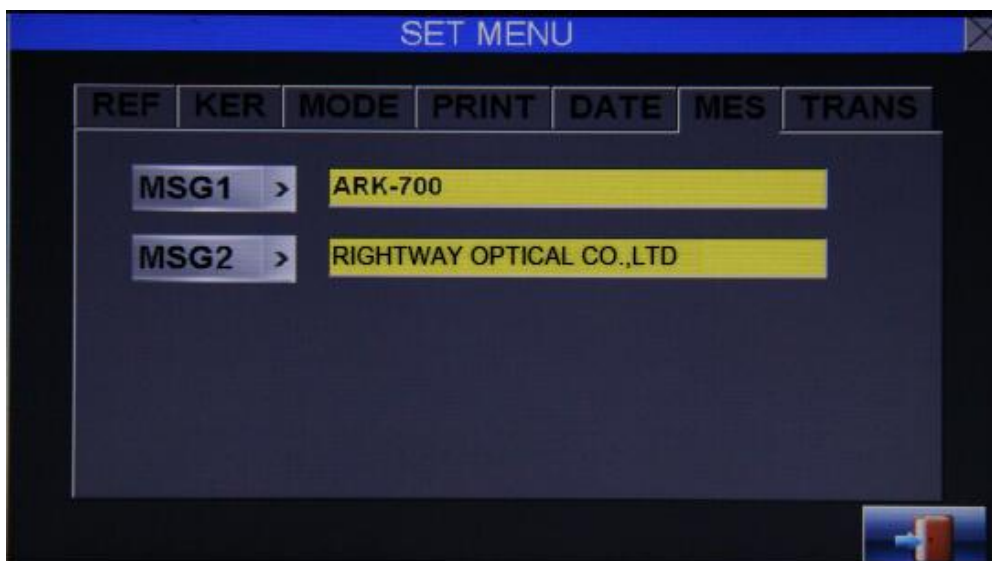 SET MENU
REF KER MODE PRINT DATE MES TRANS
MSG1 > ARK-700
MSG2 > RIGHTWAY OPTICAL CO.,LTD